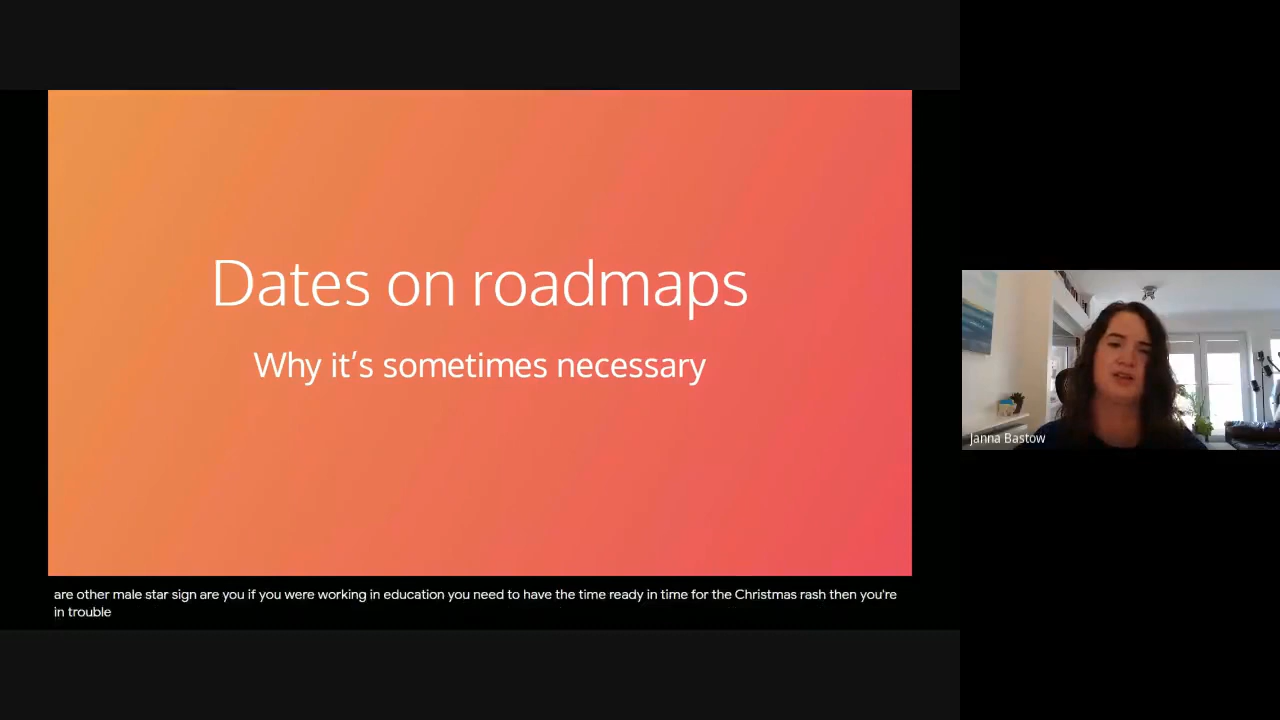 Dates on roadmaps
Why it’s sometimes necessary
Janna Bastow
are other male star sign are you if you were working in education you need to have the time ready in time for the Christmas rash then you're
in trouble